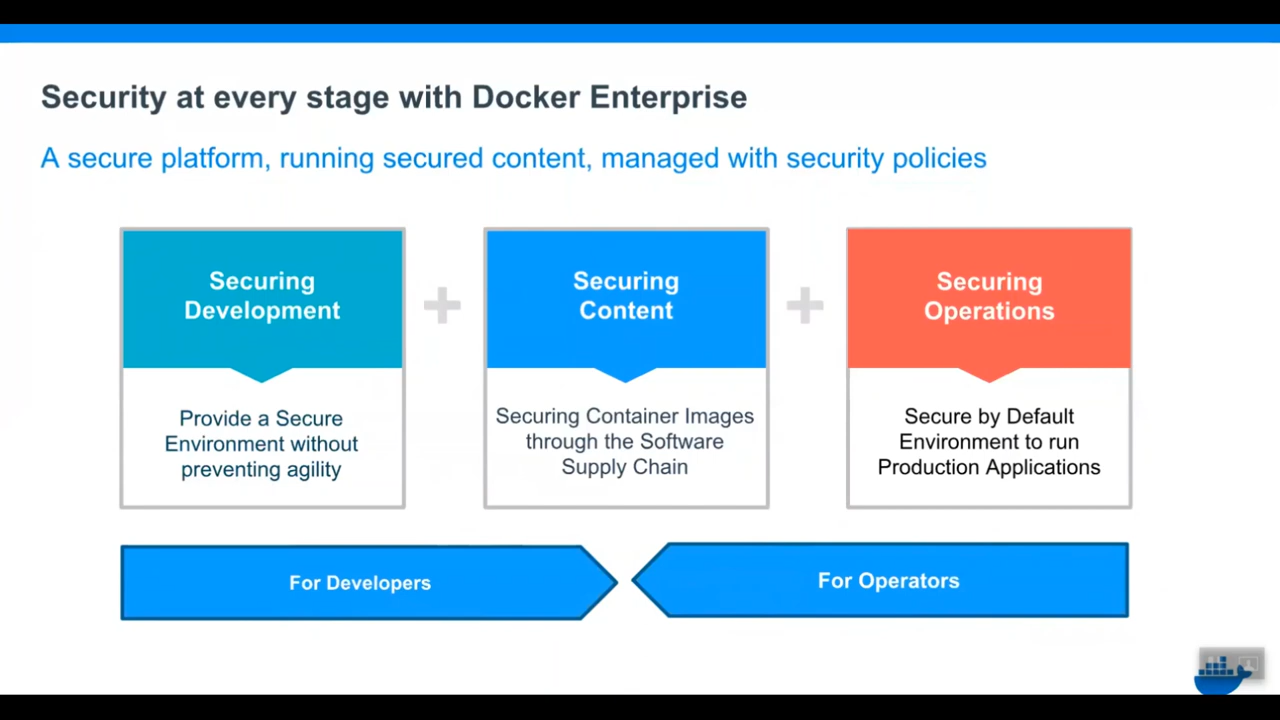 Security at every stage with Docker Enterprise
A secure platform, running secured content, managed with security policies
Securing
Development
Provide a Secure
Environment without
preventing agility
Securing
Content
Securing Container Images
through the Software
Supply Chain
Securing
Operations
Secure by Default
Environment to run
Production Applications
For Developers
For Operators